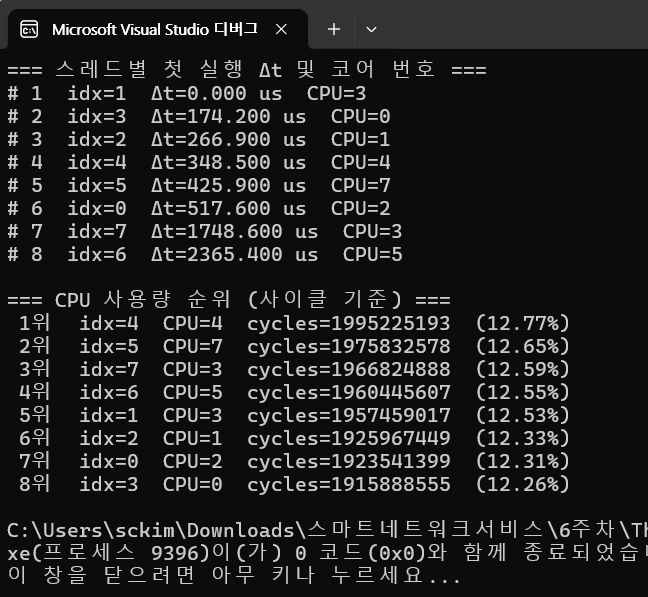 Microsoft Visual Studio 디버그
=== 스레드별 첫 실행 Δt 및 코어 번호 ===
# 1  idx=1  Δt=0.000 us  CPU=3
# 2  idx=3  Δt=174.200 us  CPU=0
# 3  idx=2  Δt=266.900 us  CPU=1
# 4  idx=4  Δt=348.500 us  CPU=4
# 5  idx=5  Δt=425.900 us  CPU=7
# 6  idx=0  Δt=517.600 us  CPU=2
# 7  idx=7  Δt=1748.600 us  CPU=3
# 8  idx=6  Δt=2365.400 us  CPU=5
=== CPU 사용량 순위 (사이클 기준) ===
1위  idx=4  CPU=4  cycles=1995225193  (12.77%)
2위  idx=5  CPU=7  cycles=1975832578  (12.65%)
3위  idx=7  CPU=3  cycles=1966824888  (12.59%)
4위  idx=6  CPU=5  cycles=1960445607  (12.55%)
5위  idx=1  CPU=3  cycles=1957459017  (12.53%)
6위  idx=2  CPU=1  cycles=1925967449  (12.33%)
7위  idx=0  CPU=2  cycles=1923541399  (12.31%)
8위  idx=3  CPU=0  cycles=1915888555  (12.26%)
C:\Users\sckim\Downloads\스마트네트워크서비스\6주차\Th
xe(프로세스 9396)이(가) 0 코드(0x0)와 함께 종료되었습
이 창을 닫으려면 아무 키나 누르세요...